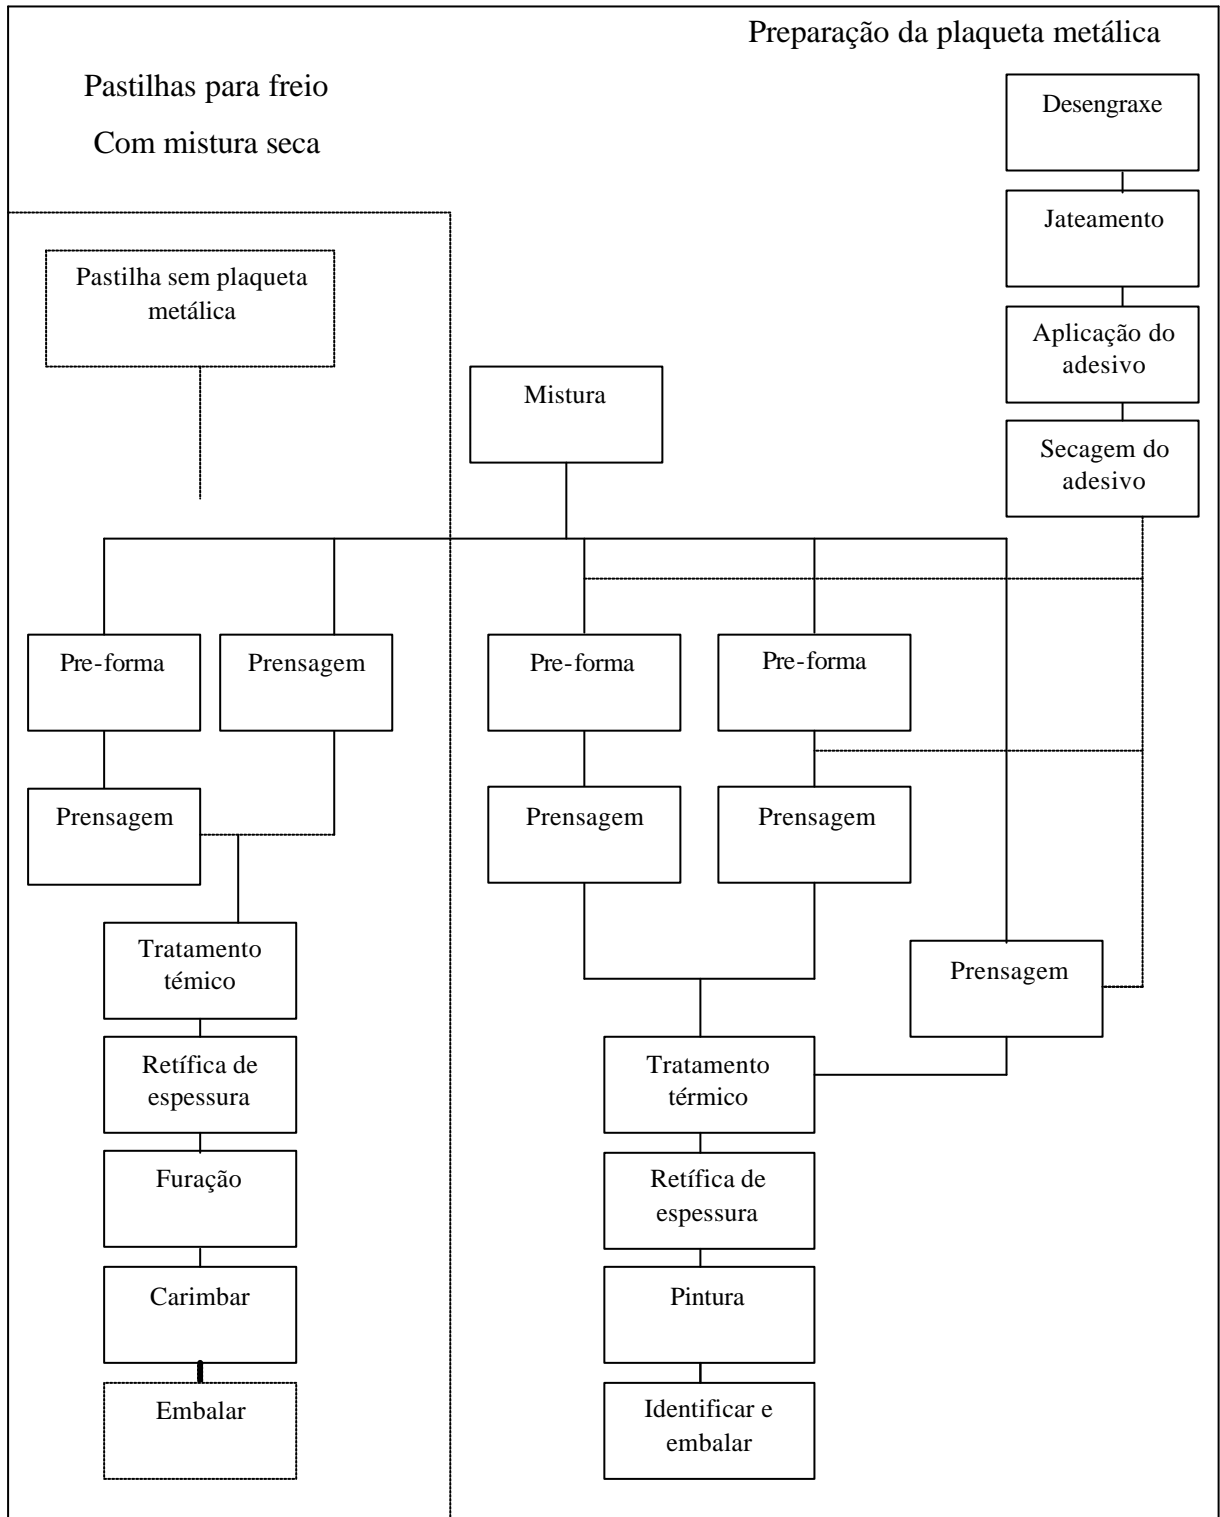 Preparação da plaqueta metálica
Pastilhas para freio
Com mistura seca
Desengraxe
Jateamento
Aplicação do
adesivo
Secagem do
adesivo
Pastilha sem plaqueta
metálica
Mistura
Pre-forma
Prensagem
Pre-forma
Pre-forma
Prensagem
Prensagem
Prensagem
Tratamento
témico
Prensagem
Retífica de
espessura
Tratamento
térmico
Furação
Retífica de
espessura
Carimbar
Pintura
Embalar
Identificar e
embalar